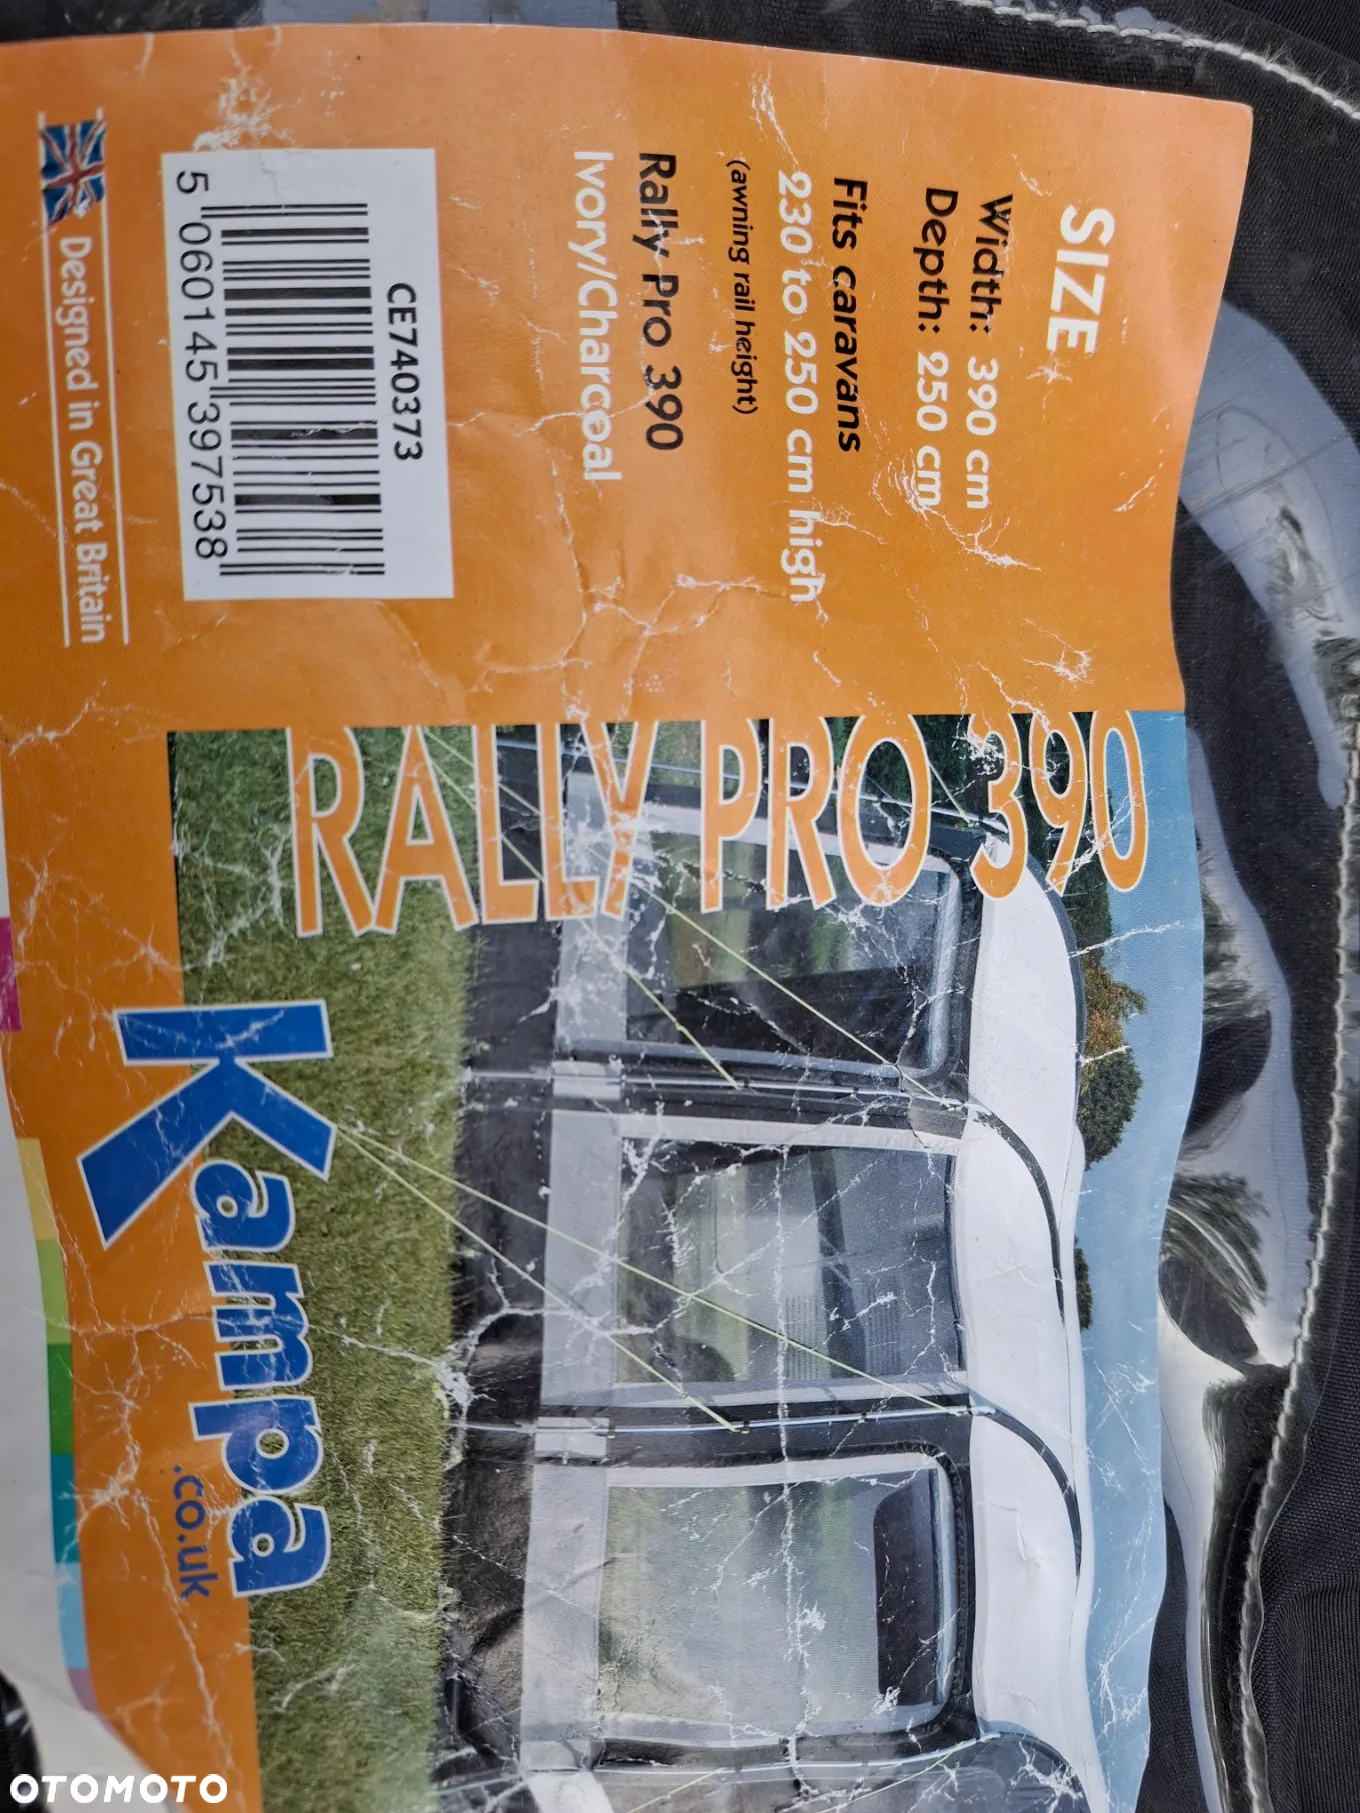 SIZE
Width: 390 cm
Depth: 250 cm
Fits caravans
230 to 250 cm high
(awning rail height)
Rally Pro 390
Ivory/Charcoal
CE740373
5 060145 397538
Designed in Great Britain
RALLY PRO 390
Kampa
.co.uk
OTOMOTO